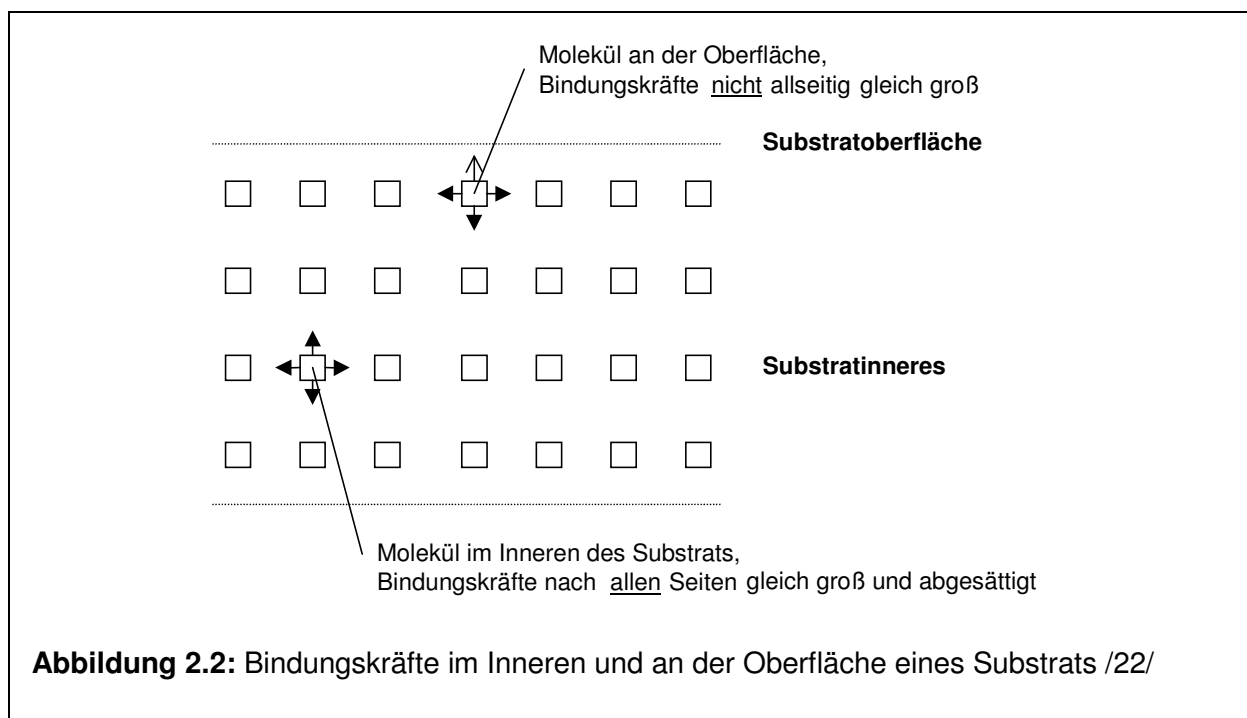 Molekül an der Oberfläche,
Bindungskräfte nicht allseitig gleich groß
Substratoberfläche
Substratinneres
Molekül im Inneren des Substrats,
Bindungskräfte nach allen Seiten gleich groß und abgesättigt
Abbildung 2.2: Bindungskräfte im Inneren und an der Oberfläche eines Substrats /22/